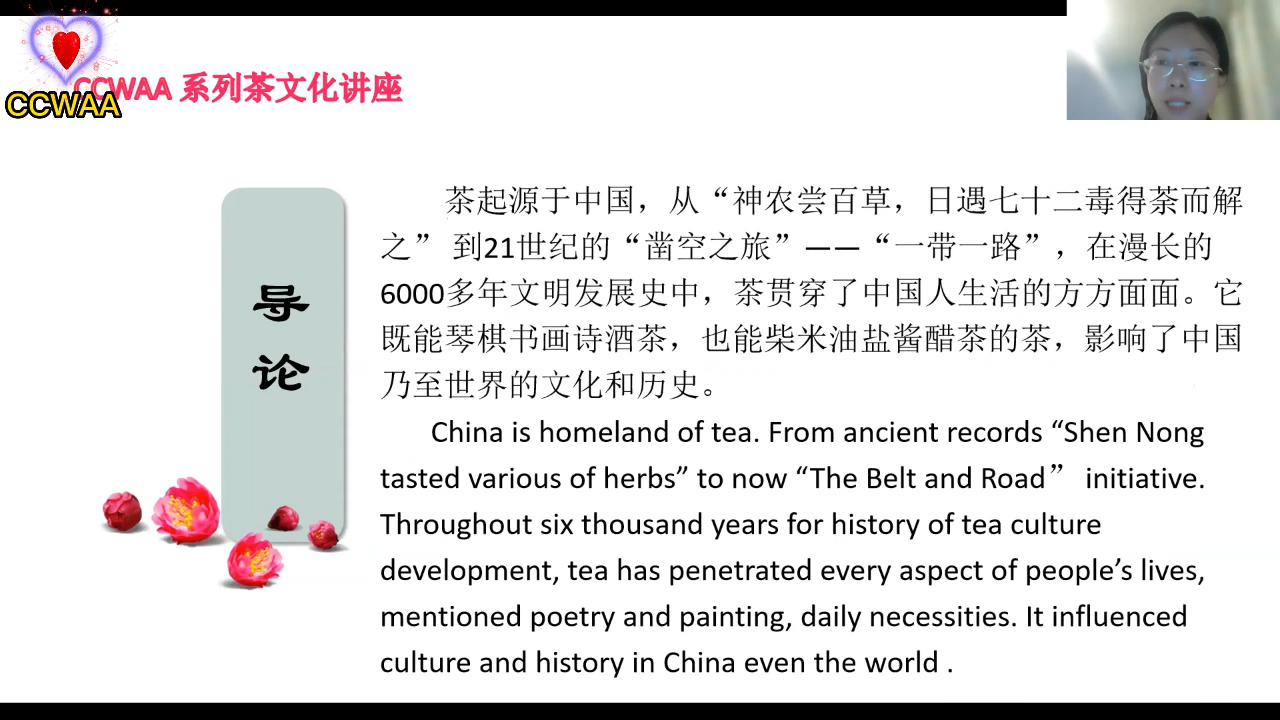 CCWAA 系列茶文化讲座
CCWAA
导
论
茶起源于中国，从“神农尝百草，日遇七十二毒得荼而解
之” 到21世纪的“凿空之旅”——“一带一路”，在漫长的
6000多年文明发展史中，茶贯穿了中国人生活的方方面面。它
既能琴棋书画诗酒茶，也能柴米油盐酱醋茶的茶，影响了中国
乃至世界的文化和历史。
China is homeland of tea. From ancient records “Shen Nong
tasted various of herbs” to now “The Belt and Road” initiative.
Throughout six thousand years for history of tea culture
development, tea has penetrated every aspect of people’s lives,
mentioned poetry and painting, daily necessities. It influenced
culture and history in China even the world .